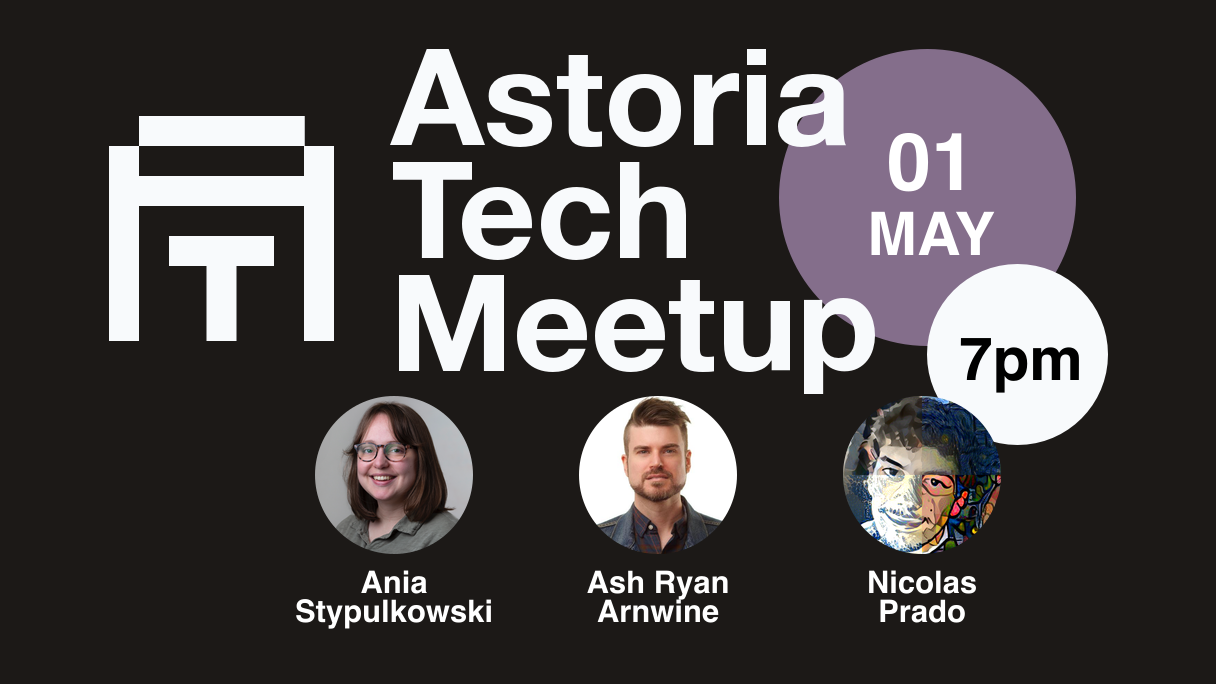 Astoria
Tech
Meetup
01
MAY
7pm
Ania
Stypulkowski
Ash Ryan
Arnwine
Nicolas
Prado